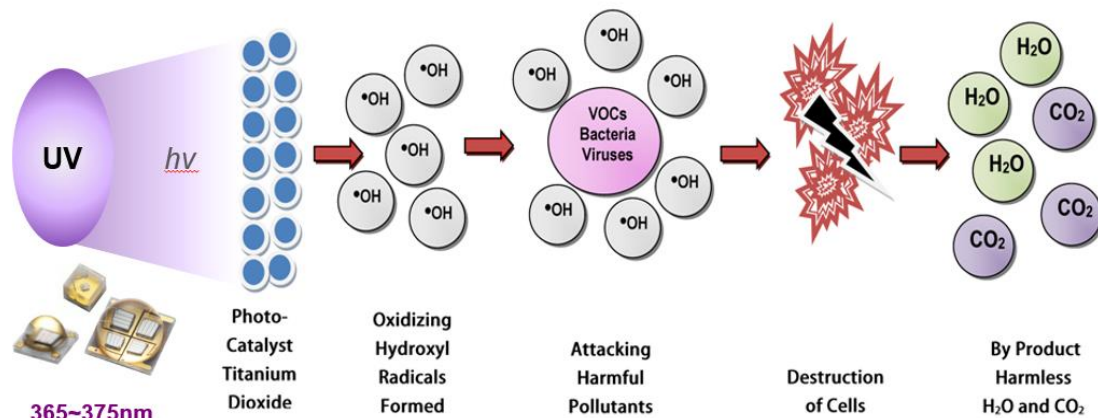 UV
hv
•OH
•OH
•OH
•OH
•OH
•OH
•OH
•OH
•OH
•OH
•OH
•OH
•OH
VOCs
Bacteria
Viruses
H₂O
H₂O
H₂O
CO₂
CO₂
CO₂
365~375nm
Photo-
Catalyst
Titanium
Dioxide
Oxidizing
Hydroxyl
Radicals
Formed
Attacking
Harmful
Pollutants
Destruction
of Cells
By Product
Harmless
H₂O and CO₂